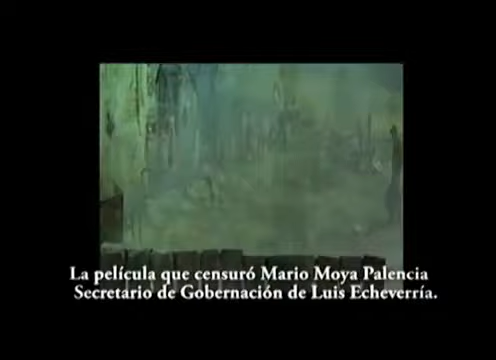 La película que censuró Mario Moya Palencia
Secretario de Gobernación de Luis Echeverría.